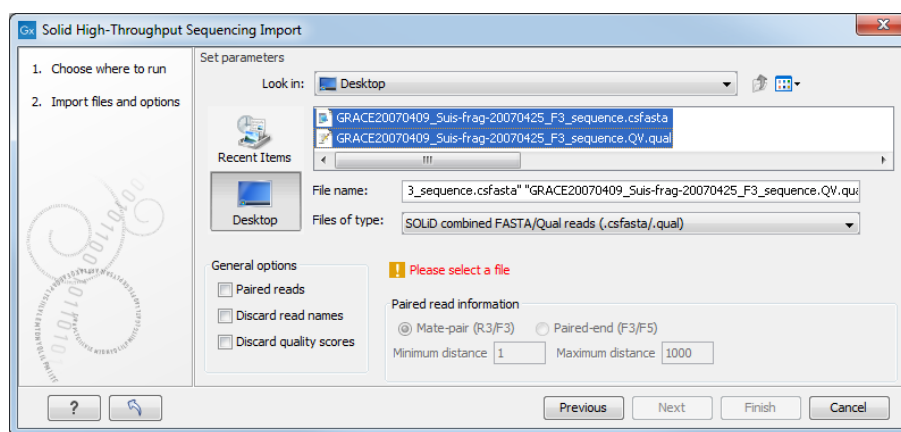 Gx Solid High-Throughput Sequencing Import
1. Choose where to run
2. Import files and options
Set parameters
Look in: Desktop
GRACE20070409_Suis-frag-20070425_F3_sequence.csfasta
GRACE20070409_Suis-frag-20070425_F3_sequence.QV.qual
Recent Items
Desktop
File name: 3_sequence.csfasta" "GRACE20070409_Suis-frag-20070425_F3_sequence.QV.qua
Files of type: SOLiD combined FASTA/Qual reads (.csfasta/.qual)
General options
Paired reads
Discard read names
Discard quality scores
Please select a file
Paired read information
Mate-pair (R3/F3) Paired-end (F3/F5)
Minimum distance 1 Maximum distance 1000
? Previous Next Finish Cancel